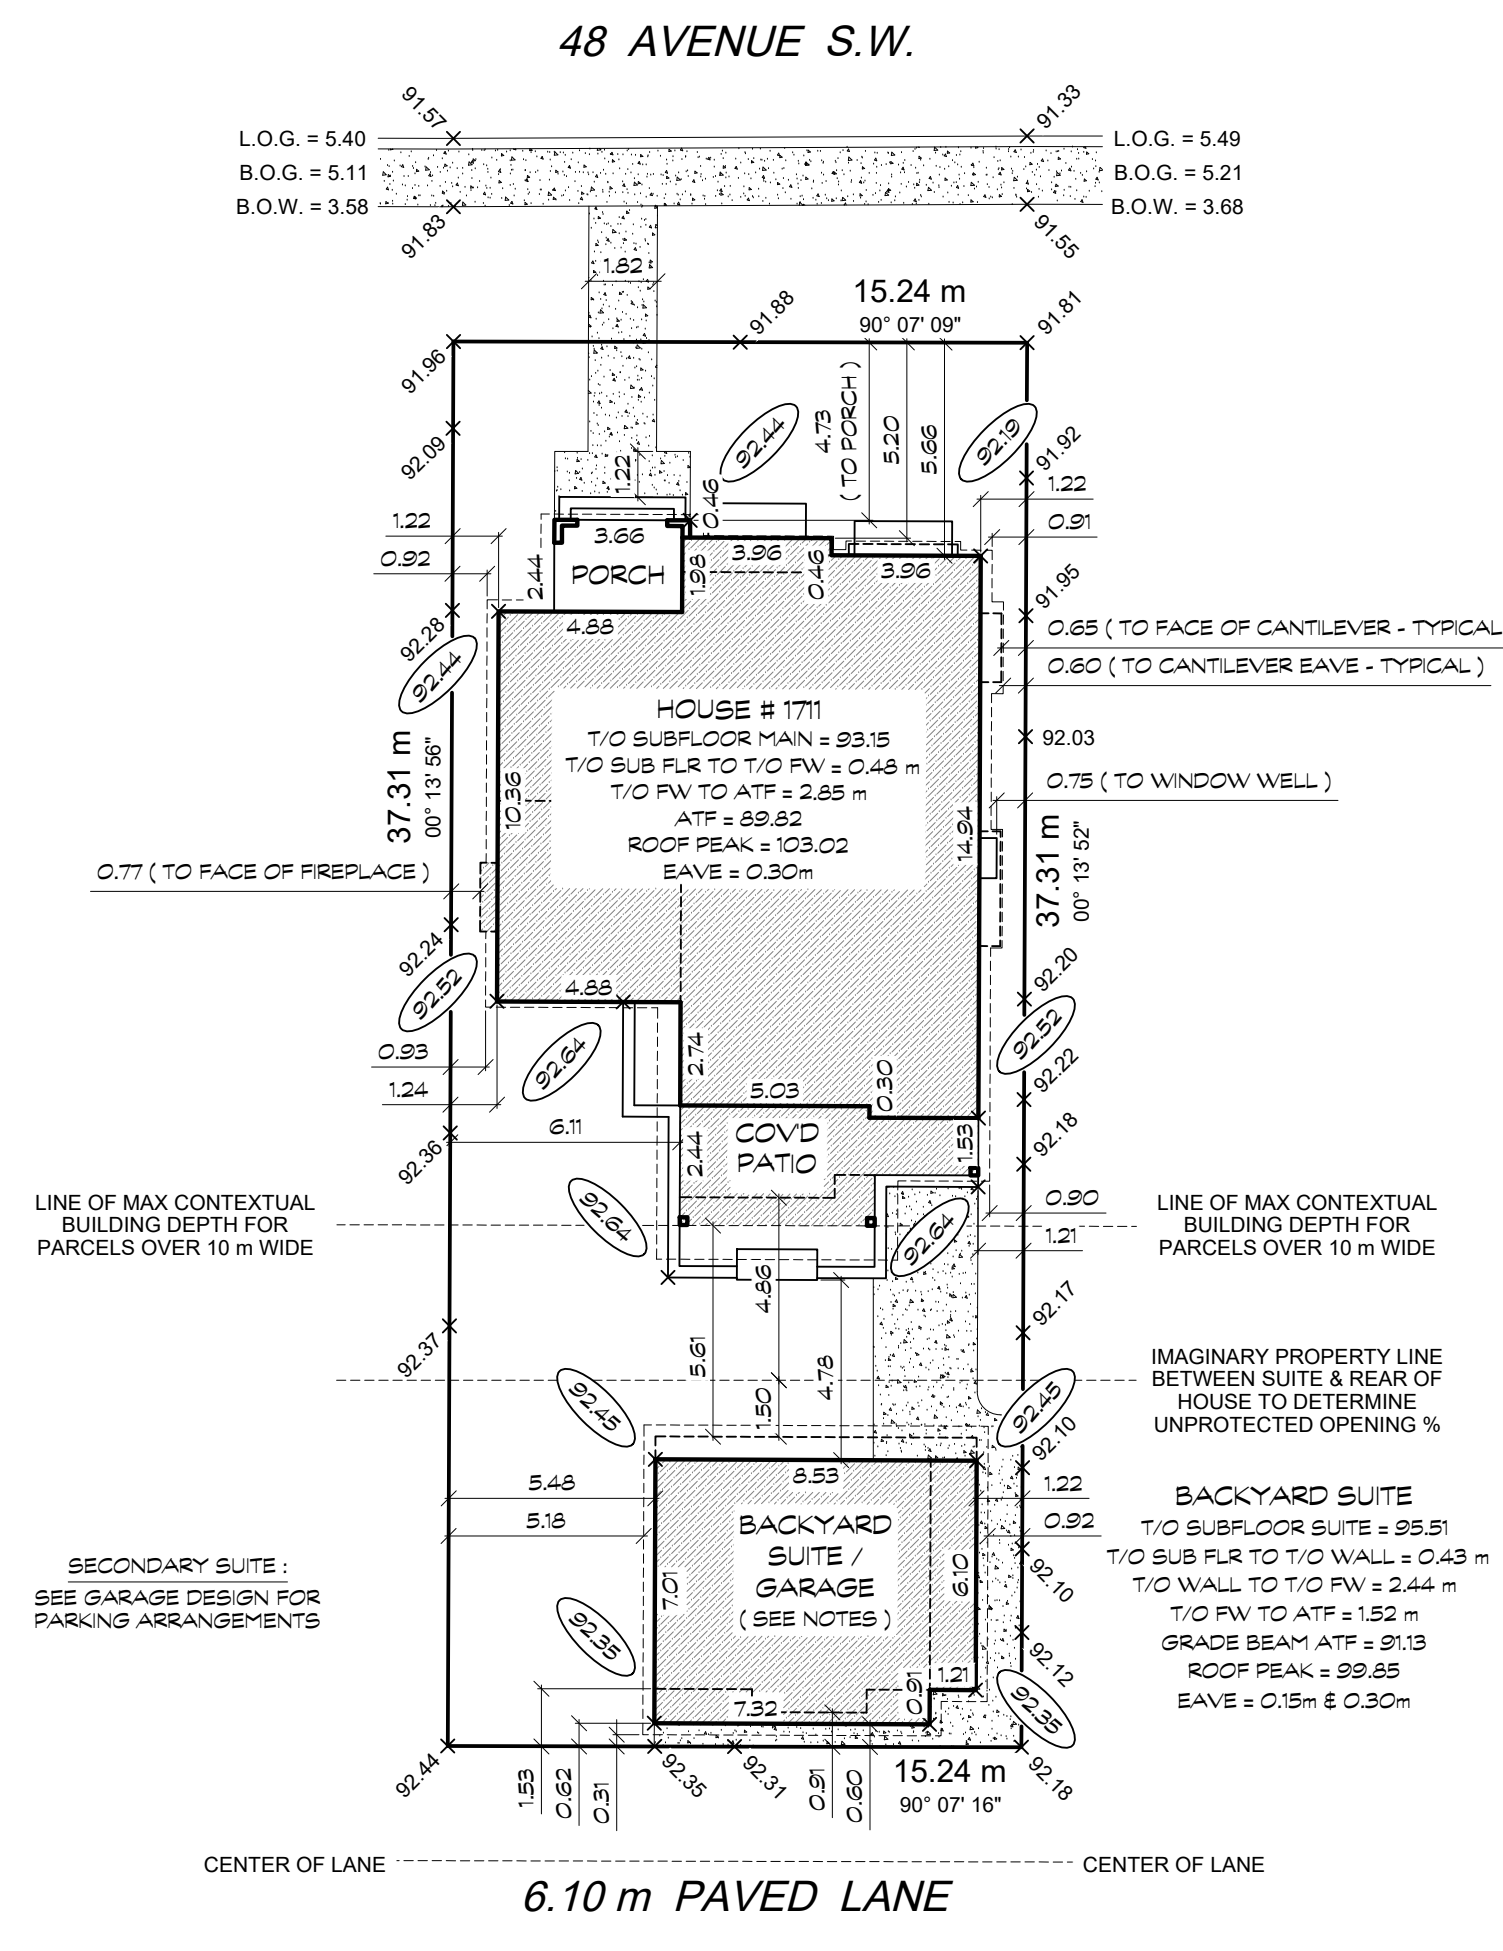 48 AVENUE S.W.
91.57
91.33
L.O.G. = 5.40
L.O.G. = 5.49
B.O.G. = 5.11
B.O.G. = 5.21
B.O.W. = 3.58
B.O.W. = 3.68
91.83
91.55
1.82
15.24 m
90° 07' 09"
91.88
91.81
91.96
92.09
92.44
4.73
( TO PORCH )
5.20
5.66
92.19
91.92
1.22
1.22
0.91
1.22
0.92
0.46
3.66
3.96
0.46
3.96
2.44
PORCH
1.98
91.95
4.88
92.28
92.44
0.65 ( TO FACE OF CANTILEVER - TYPICAL
0.60 ( TO CANTILEVER EAVE - TYPICAL )
HOUSE # 1711
T/O SUBFLOOR MAIN = 93.15
T/O SUB FLR TO T/O FW = 0.48 m
T/O FW TO ATF = 2.85 m
ATF = 89.82
ROOF PEAK = 103.02
EAVE = 0.30m
92.03
37.31 m
00° 13' 56"
10.36
14.94
0.75 ( TO WINDOW WELL )
37.31 m
00° 13' 52"
0.77 ( TO FACE OF FIREPLACE )
92.24
92.52
92.20
92.52
92.22
4.88
92.64
0.93
1.24
2.74
5.03
0.30
6.11
92.36
2.44
COV'D
PATIO
1.53
92.18
0.90
1.21
LINE OF MAX CONTEXTUAL
BUILDING DEPTH FOR
PARCELS OVER 10 m WIDE
92.64
92.64
LINE OF MAX CONTEXTUAL
BUILDING DEPTH FOR
PARCELS OVER 10 m WIDE
4.86
92.17
92.37
5.61
4.78
1.50
92.45
92.45
92.10
IMAGINARY PROPERTY LINE
BETWEEN SUITE & REAR OF
HOUSE TO DETERMINE
UNPROTECTED OPENING %
8.53
5.48
5.18
1.22
0.92
BACKYARD
SUITE /
GARAGE
( SEE NOTES )
7.01
6.10
92.10
92.12
BACKYARD SUITE
T/O SUBFLOOR SUITE = 95.51
T/O SUB FLR TO T/O WALL = 0.43 m
T/O WALL TO T/O FW = 2.44 m
T/O FW TO ATF = 1.52 m
GRADE BEAM ATF = 91.13
ROOF PEAK = 99.85
EAVE = 0.15m & 0.30m
SECONDARY SUITE :
SEE GARAGE DESIGN FOR
PARKING ARRANGEMENTS
92.35
1.21
0.91
7.32
92.35
92.44
1.53
0.62
0.31
92.35
92.31
0.91
0.60
15.24 m
90° 07' 16"
92.18
CENTER OF LANE
CENTER OF LANE
6.10 m PAVED LANE